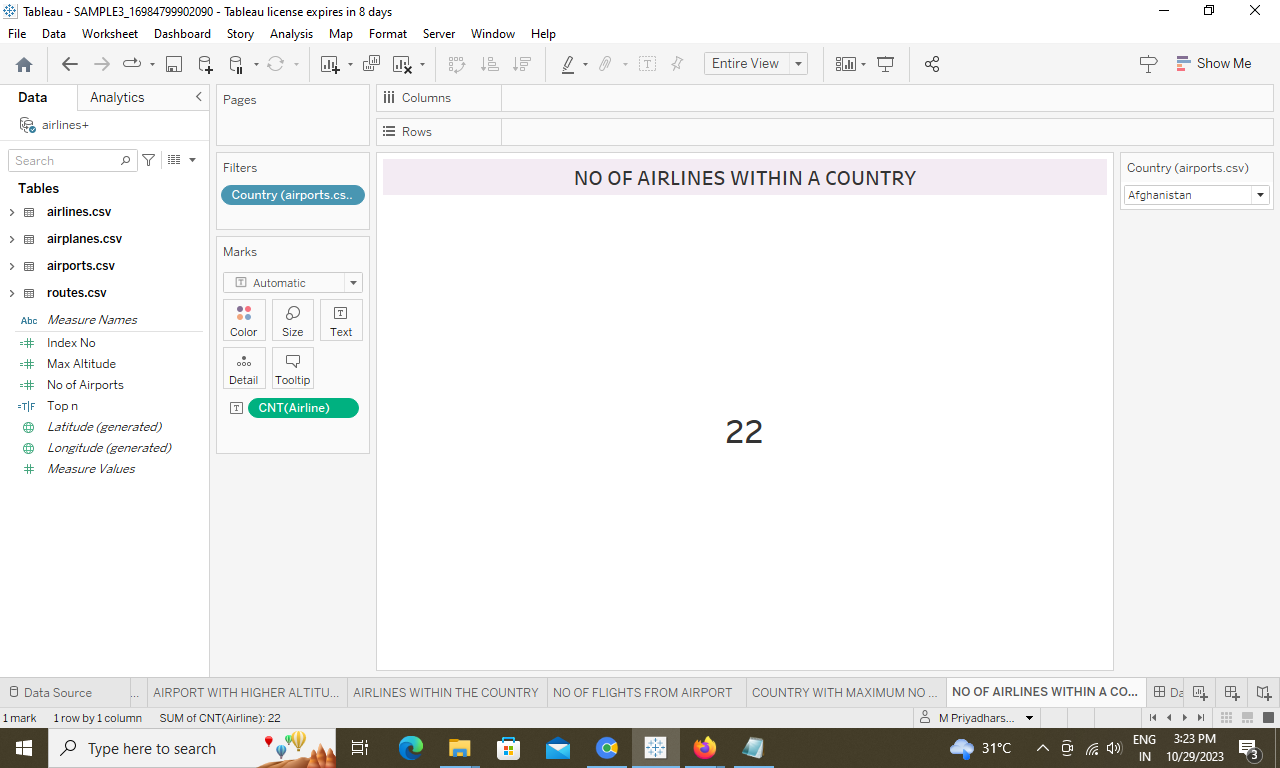 Tableau - SAMPLE3_16984799902090 - Tableau license expires in 8 days
File Data Worksheet Dashboard Story Analysis Map Format Server Window Help
Entire View
Show Me
Data Analytics
airlines+
Search
Tables
airlines.csv
airplanes.csv
airports.csv
routes.csv
Abc Measure Names
Index No
Max Altitude
No of Airports
=T|F Top n
Latitude (generated)
Longitude (generated)
Measure Values
Pages
Filters
Country (airports.cs..
Marks
Automatic
Color Size Text
Detail Tooltip
CNT(Airline)
Columns
Rows
NO OF AIRLINES WITHIN A COUNTRY
22
Country (airports.csv)
Afghanistan
Data Source ... AIRPORT WITH HIGHER ALTITU... AIRLINES WITHIN THE COUNTRY NO OF FLIGHTS FROM AIRPORT COUNTRY WITH MAXIMUM NO ... NO OF AIRLINES WITHIN A CO... Da
1 mark 1 row by 1 column SUM of CNT(Airline): 22 M Priyadhars...
Type here to search
31°C
ENG
IN
3:23 PM
10/29/2023
3